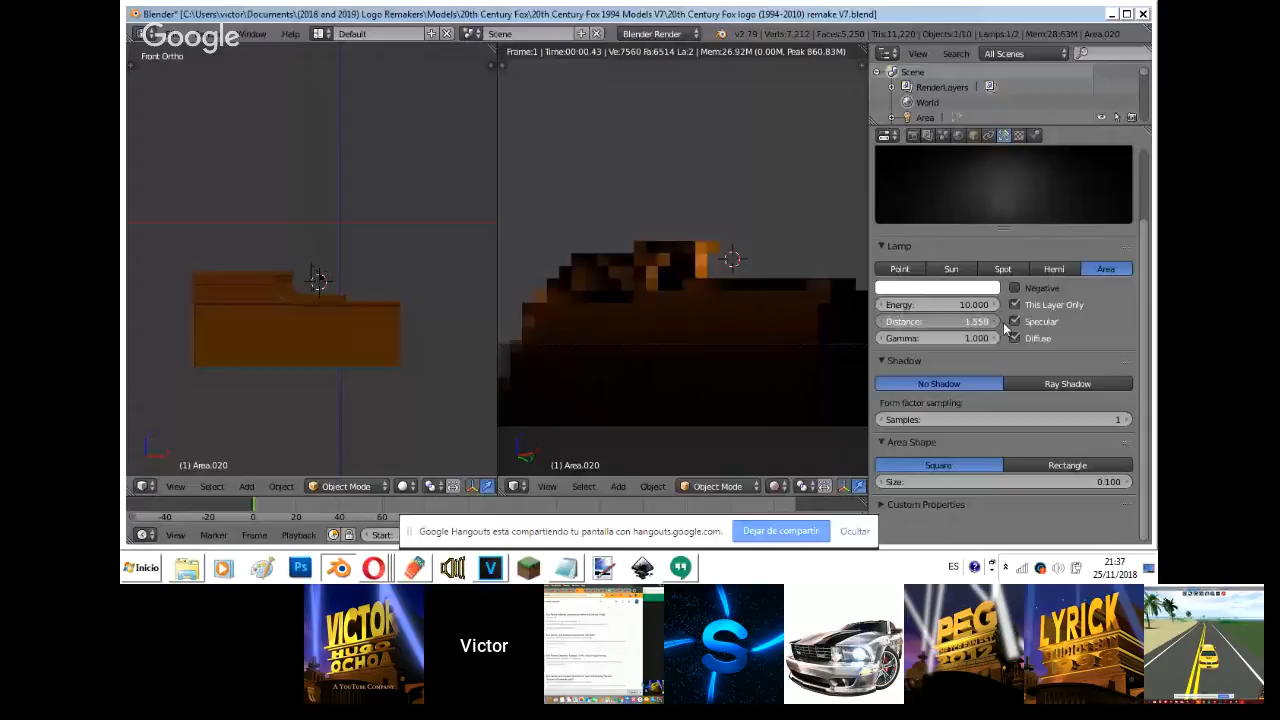 Blender* [C:\Users\victor\Documents\(2018 and 2019) Logo Remakers\Models\20th Century Fox\20th Century Fox 1994 Models V7\20th Century Fox logo (1994-2010) remake V7.blend]
Google
Window Help Default Scene Blender Render v2.79 | Verts:7,212 | Faces:5,250 | Tris:11,220 | Objects:1/10 | Lamps:1/2 | Mem:28.63M | Area.020
Front Ortho
Frame:1 | Time:00:00.43 | Ve:7560 Fa:6514 La:2 | Mem:26.92M (0.00M, Peak 860.83M)
View Search All Scenes
Scene
RenderLayers
World
Area
Lamp
Point Sun Spot Hemi Area
Negative
Energy: 10.000 This Layer Only
Distance: 1.550 Specular
Gamma: 1.000 Diffuse
Shadow
No Shadow Ray Shadow
Form factor sampling:
Samples: 1
Area Shape
Square Rectangle
Size: 0.100
Custom Properties
(1) Area.020
(1) Area.020
View Select Add Object Object Mode
View Select Add Object Object Mode
-40 -20 0 20 40 60
View Marker Frame Playback Start:
Google Hangouts está compartiendo tu pantalla con hangouts.google.com. Dejar de compartir Ocultar
Inicio Ps V ES 21:37
25/11/2018
VICTOR
HUGO
OCHOA
A YOUTUBE COMPANY
Victor